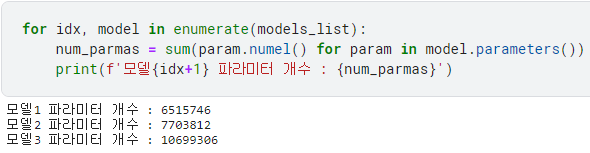 for idx, model in enumerate(models_list):
    num_parmas = sum(param.numel() for param in model.parameters())
    print(f'모델{idx+1} 파라미터 개수 : {num_parmas}')
모델1 파라미터 개수 : 6515746
모델2 파라미터 개수 : 7703812
모델3 파라미터 개수 : 10699306